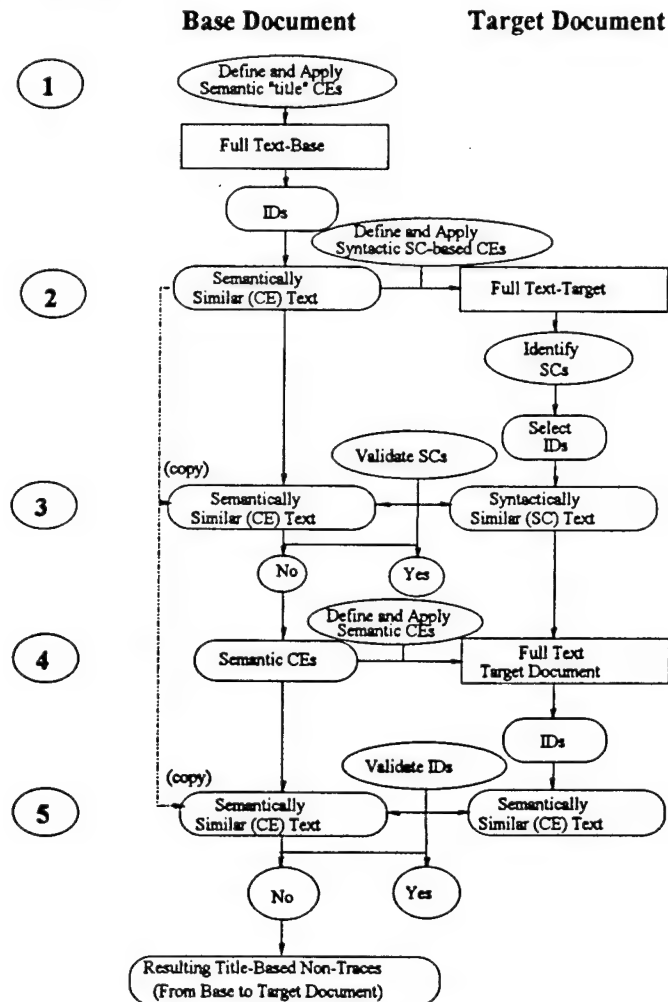 Base Document
Target Document
1
Define and Apply
Semantic "title" CEs
Full Text-Base
IDs
Define and Apply
Syntactic SC-based CEs
2
Semantically
Similar (CE) Text
Full Text-Target
Identify
SCs
Select
IDs
Validate SCs
(copy)
3
Semantically
Similar (CE) Text
Syntactically
Similar (SC) Text
No
Yes
Define and Apply
Semantic CEs
4
Semantic CEs
Full Text
Target Document
IDs
Validate IDs
(copy)
5
Semantically
Similar (CE) Text
Semantically
Similar (CE) Text
No
Yes
Resulting Title-Based Non-Traces
(From Base to Target Document)